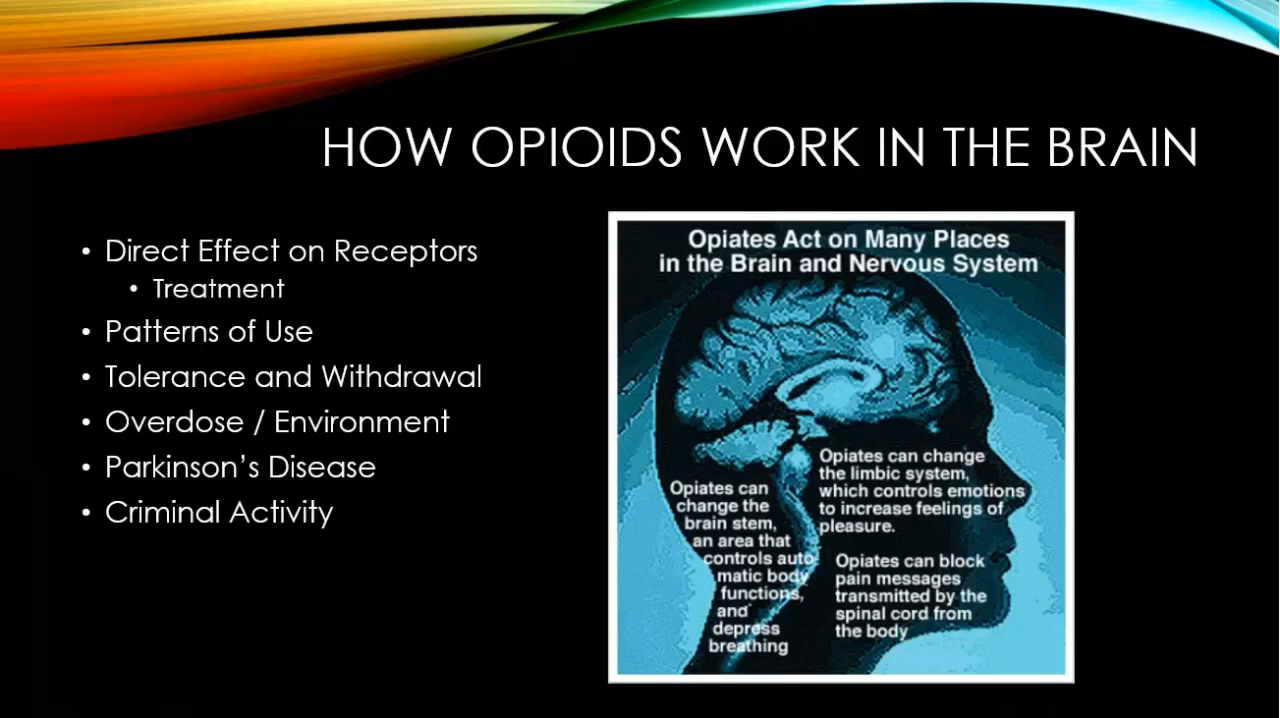 HOW OPIOIDS WORK IN THE BRAIN
• Direct Effect on Receptors
• Treatment
• Patterns of Use
• Tolerance and Withdrawal
• Overdose / Environment
• Parkinson's Disease
• Criminal Activity
Opiates Act on Many Places
in the Brain and Nervous System
Opiates can change
the limbic system,
which controls emotions
to increase feelings of
pleasure.
Opiates can
change the
brain stem,
an area that
controls auto-
matic body
functions,
and
depress
breathing
Opiates can block
pain messages
transmitted by the
spinal cord from
the body